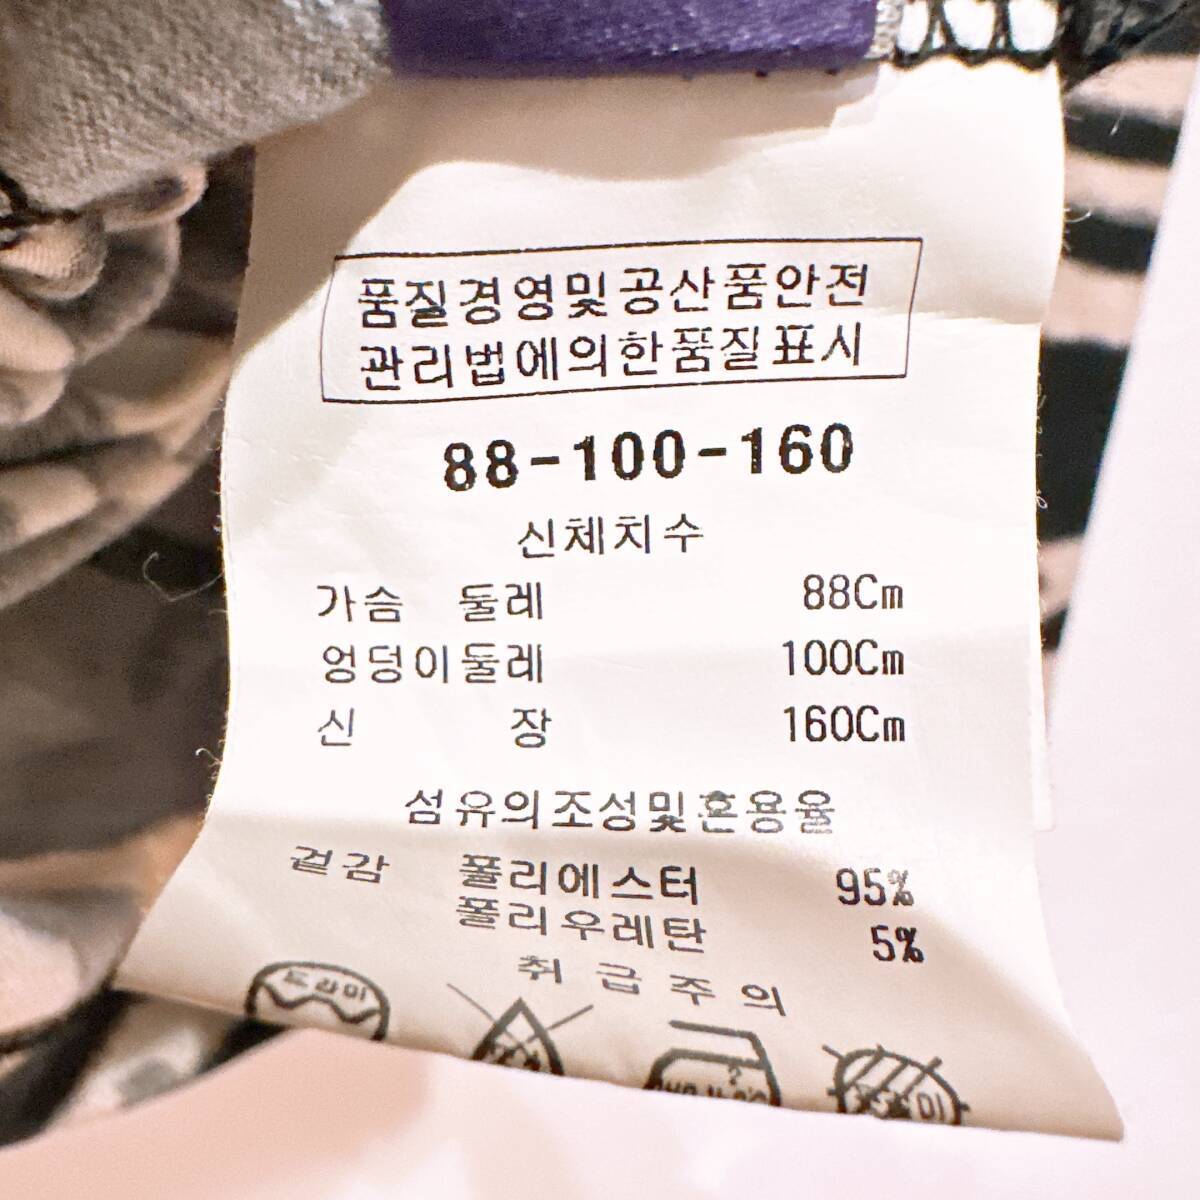 품질경영및공산품안전
관리법에의한품질표시
88-100-160
신체치수
가슴 둘레 88Cm
엉덩이둘레 100Cm
신 장 160Cm
섬유의조성및혼용율
겉감 폴리에스터 95%
폴리우레탄 5%
취급주의
드라이